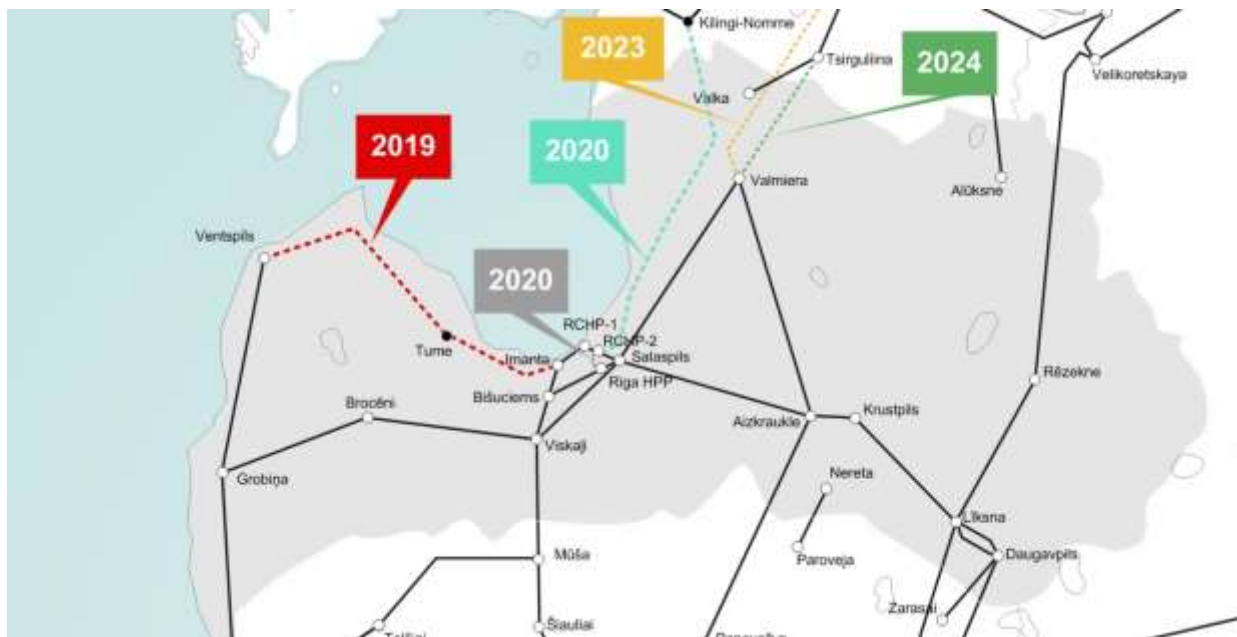 Kilingi-Nomme
2023
Tsirguliina
2024
Velikoretskaya
Valka
2019
2020
Valmiera
Alūksne
Ventspils
2020
RCHP-1
RCHP-2
Tume
Imanta
Salaspils
Riga HPP
Rēzekne
Bišuciems
Brocēni
Aizkraukle
Krustpils
Viskaļi
Nereta
Grobiņa
Līksna
Mūša
Paroveja
Daugavpils
Zarasai
Šiauliai